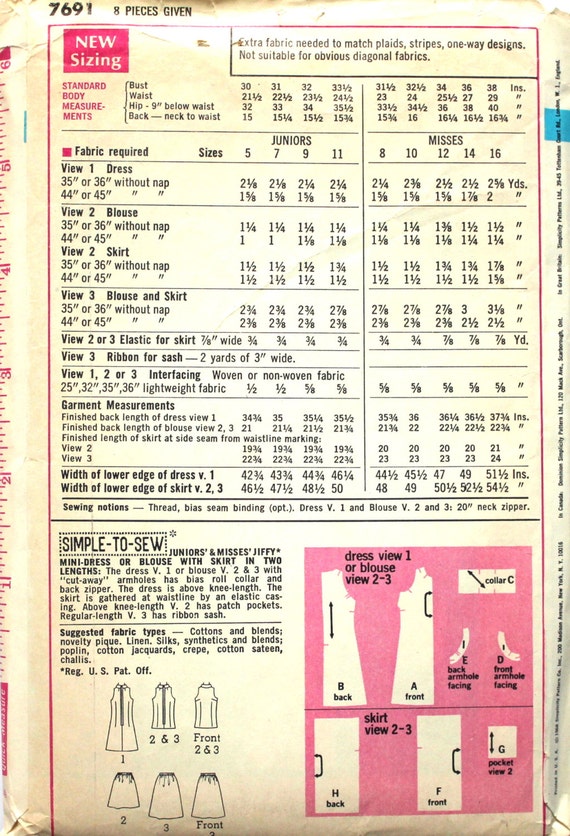 7691 8 PIECES GIVEN
NEW
Sizing
Extra fabric needed to match plaids, stripes, one-way designs.
Not suitable for obvious diagonal fabrics.
STANDARD BODY MEASURE- MENTS
Bust 30 31 32 33½ 31½ 32½ 34 36 38 Ins.
Waist 21½ 22½ 23½ 24½ 23 24 25½ 27 29 "
Hip - 9" below waist 32 33 34 35½ 33½ 34½ 36 38 40 "
Back — neck to waist 15 15¼ 15½ 15¾ 15¾ 16 16¼ 16½ 16¾ "
JUNIORS MISSES
Fabric required Sizes 5 7 9 11 8 10 12 14 16
View 1 Dress
35" or 36" without nap 2⅛ 2⅛ 2¼ 2¼ 2¼ 2⅜ 2½ 2½ 2⅝ Yds.
44" or 45" " " 1⅝ 1⅝ 1⅝ 1⅝ 1⅝ 1⅝ 1⅝ 1⅞ 2 "
View 2 Blouse
35" or 36" without nap 1¼ 1¼ 1¼ 1¼ 1¼ 1¼ 1⅜ 1½ 1½ "
44" or 45" " " 1 1 1⅛ 1⅛ 1⅛ 1⅛ 1⅛ 1¼ 1¼ "
View 2 Skirt
35" or 36" without nap 1½ 1½ 1½ 1¾ 1½ 1½ 1¾ 1¾ 1⅞ "
44" or 45" " " 1½ 1½ 1½ 1½ 1½ 1½ 1½ 1½ 1½ "
View 3 Blouse and Skirt
35" or 36" without nap 2¾ 2¾ 2¾ 2⅞ 2⅞ 2⅞ 2⅞ 3 3⅛ "
44" or 45" " " 2⅜ 2⅜ 2⅜ 2⅜ 2⅜ 2⅜ 2⅜ 2½ 2½ "
View 2 or 3 Elastic for skirt ⅞" wide ¾ ¾ ¾ ¾ ¾ ¾ ⅞ ⅞ ⅞ Yd.
View 3 Ribbon for sash — 2 yards of 3" wide.
View 1, 2 or 3 Interfacing Woven or non-woven fabric
25",32",35",36" lightweight fabric ½ ½ ⅝ ⅝ ⅝ ⅝ ⅝ ⅝ ⅝ "
Garment Measurements
Finished back length of dress view 1 34¾ 35 35¼ 35½ 35¾ 36 36¼ 36½ 37¾ Ins.
Finished back length of blouse view 2, 3 21 21¼ 21½ 21¾ 21¾ 22 22¼ 22½ 22¾ "
Finished length of skirt at side seam from waistline marking:
View 2 19¾ 19¾ 19¾ 19¾ 20 20 20 20 21 "
View 3 22¾ 22¾ 22¾ 22¾ 23 23 23 23 24 "
Width of lower edge of dress v. 1 42¾ 43¾ 44¾ 46¼ 44½ 45½ 47 49 51½ Ins.
Width of lower edge of skirt v. 2, 3 46½ 47½ 48½ 50 48 49 50½ 52½ 54½ "
Sewing notions — Thread, bias seam binding (opt.). Dress V. 1 and Blouse V. 2 and 3: 20" neck zipper.
SIMPLE-TO-SEW* JUNIORS' & MISSES' JIFFY*
MINI-DRESS OR BLOUSE WITH SKIRT IN TWO
LENGTHS: The dress V. 1 or blouse V. 2 & 3 with
"cut-away" armholes has bias roll collar and
back zipper. The dress is above knee-length. The
skirt is gathered at waistline by an elastic cas-
ing. Above knee-length V. 2 has patch pockets.
Regular-length V. 3 has ribbon sash.
Suggested fabric types — Cottons and blends;
novelty pique. Linen. Silks, synthetics and blends;
poplin, cotton jacquards, crepe, cotton sateen,
challis.
*Reg. U. S. Pat. Off.
1
2 & 3
Front
2 & 3
2
3
Front
3
dress view 1
or blouse
view 2-3
collar C
B
back
A
front
E
back
armhole
facing
D
front
armhole
facing
skirt
view 2-3
H
back
F
front
G
pocket
view 2